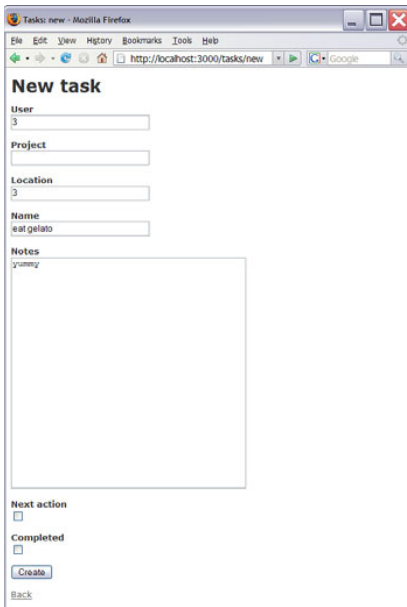 Tasks: new - Mozilla Firefox
File Edit View History Bookmarks Tools Help
http://localhost:3000/tasks/new Google
New task
User
3
Project
Location
3
Name
eat gelato
Notes
yummy
Next action
Completed
Create
Back